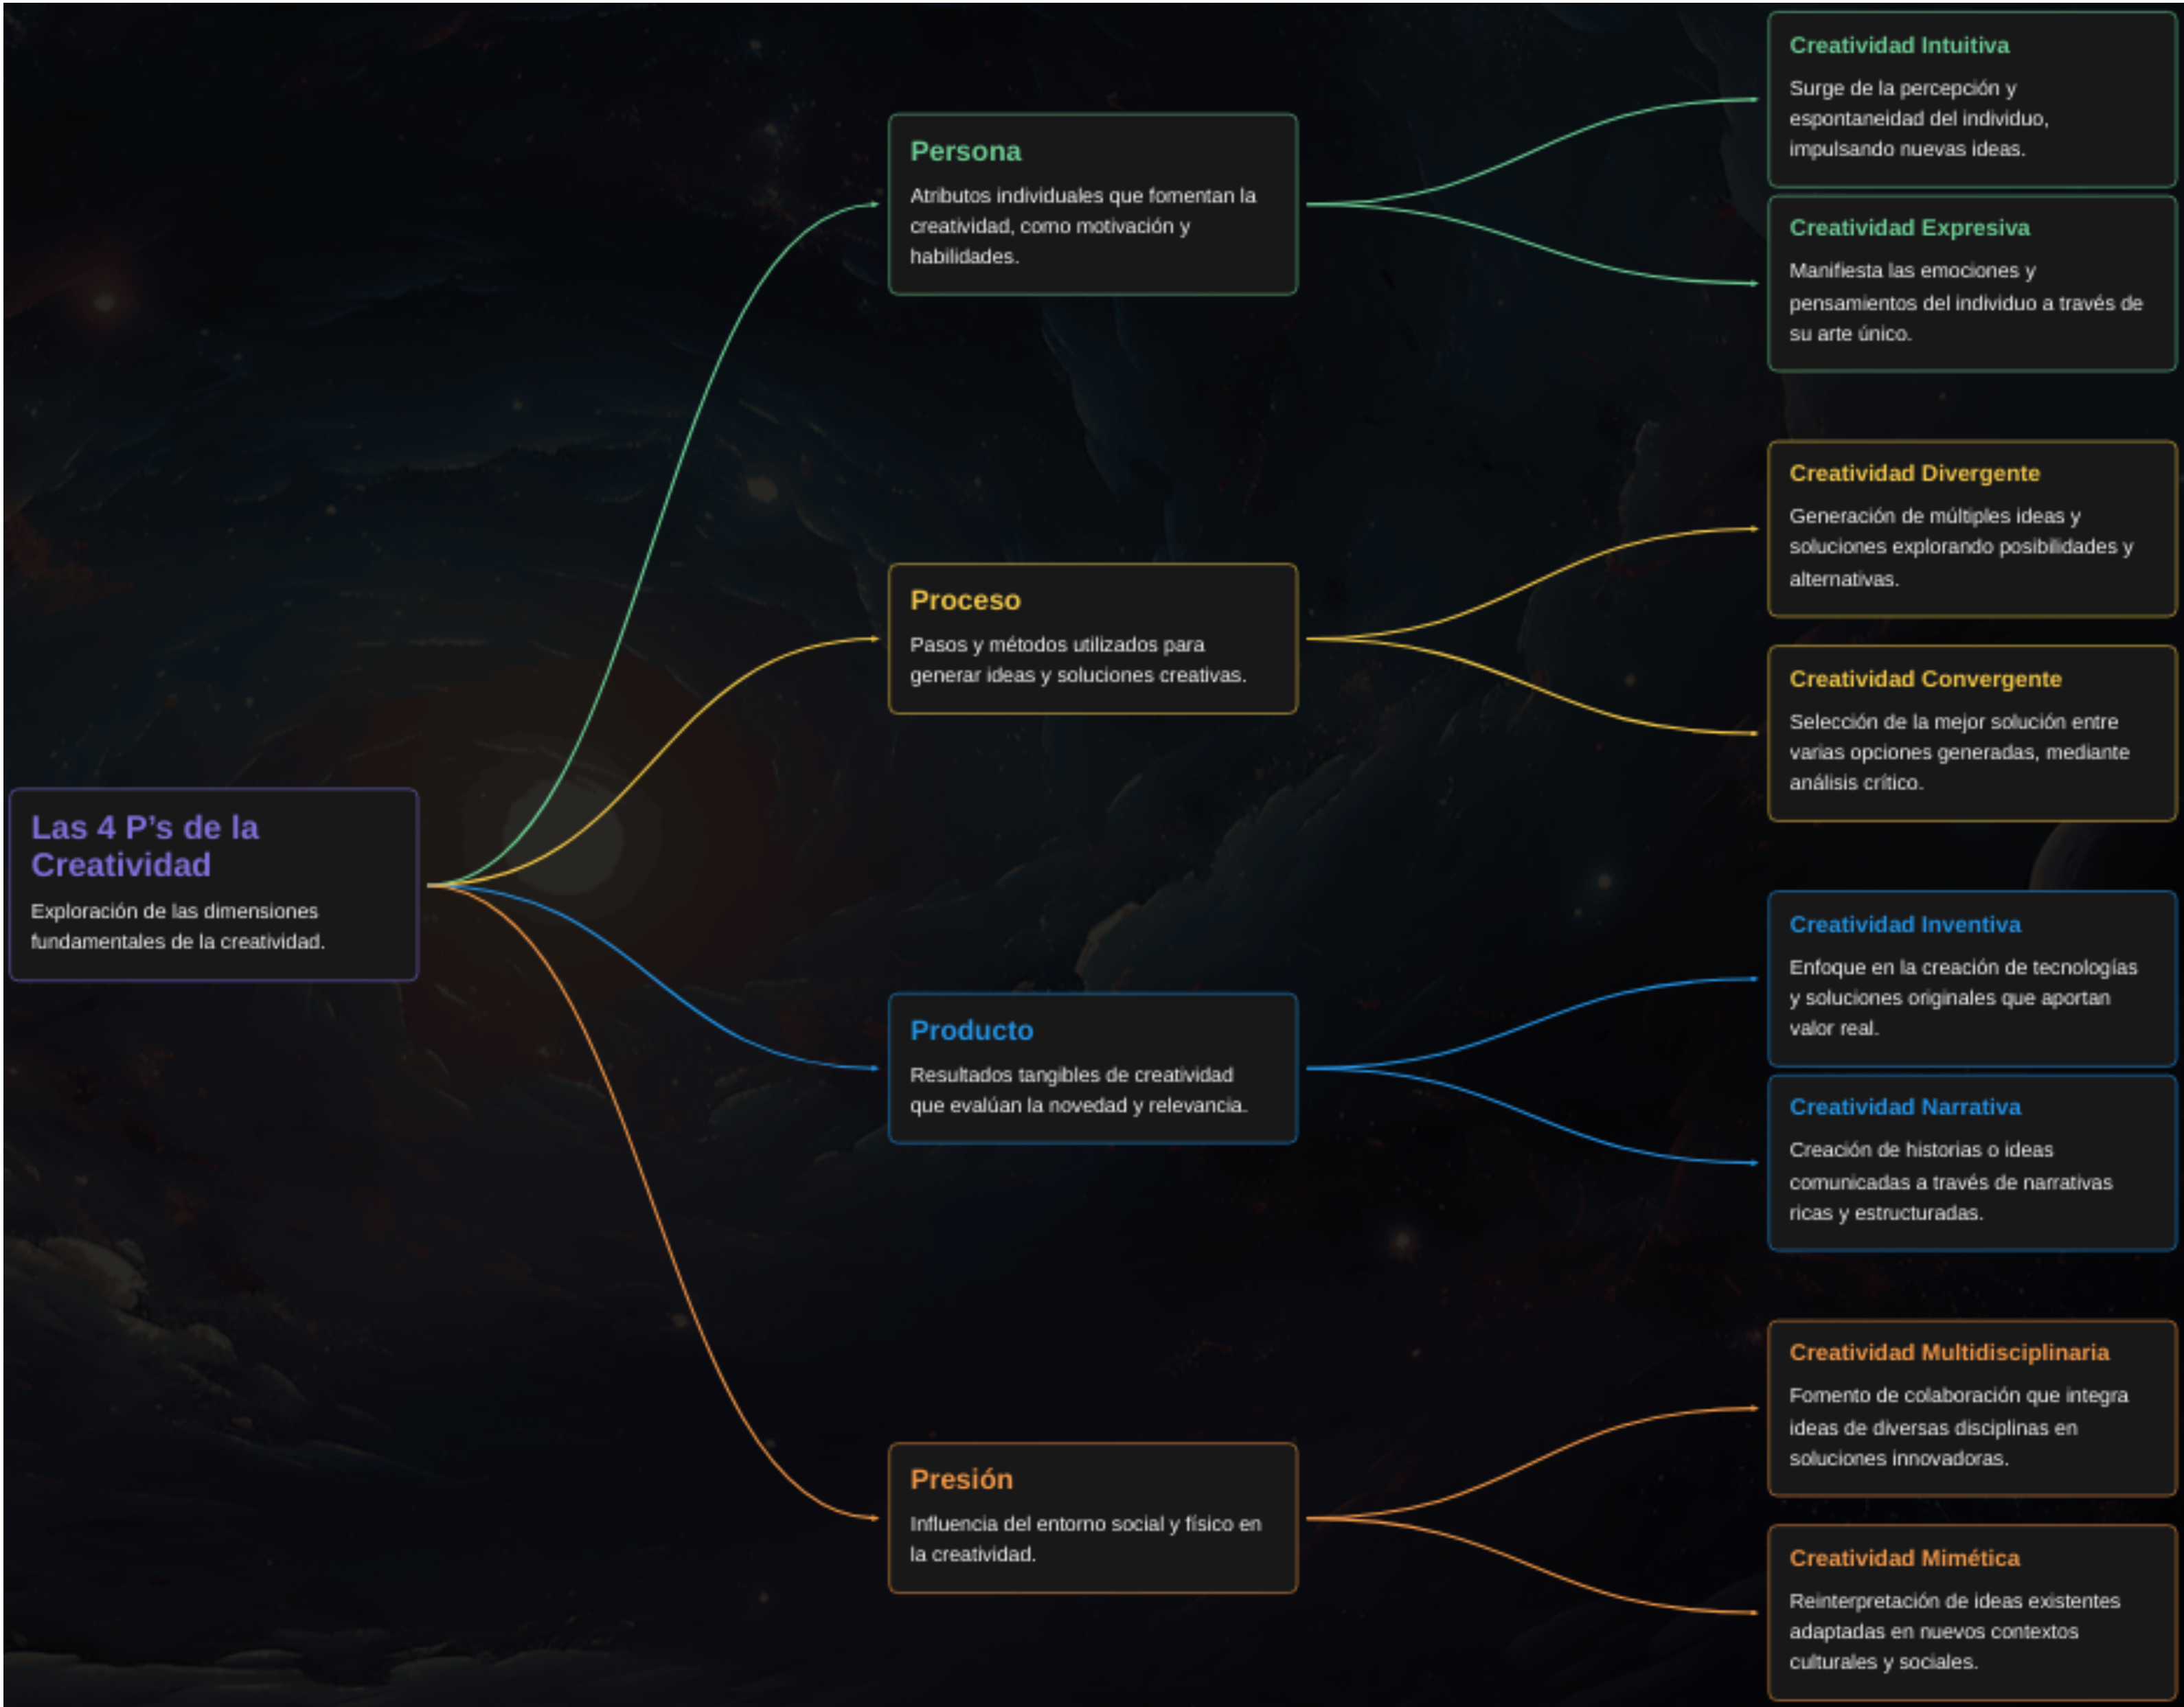 Las 4 P’s de la
Creatividad
Exploración de las dimensiones
fundamentales de la creatividad.
Persona
Atributos individuales que fomentan la
creatividad, como motivación y
habilidades.
Creatividad Intuitiva
Surge de la percepción y
espontaneidad del individuo,
impulsando nuevas ideas.
Creatividad Expresiva
Manifiesta las emociones y
pensamientos del individuo a través de
su arte único.
Proceso
Pasos y métodos utilizados para
generar ideas y soluciones creativas.
Creatividad Divergente
Generación de múltiples ideas y
soluciones explorando posibilidades y
alternativas.
Creatividad Convergente
Selección de la mejor solución entre
varias opciones generadas, mediante
análisis crítico.
Producto
Resultados tangibles de creatividad
que evalúan la novedad y relevancia.
Creatividad Inventiva
Enfoque en la creación de tecnologías
y soluciones originales que aportan
valor real.
Creatividad Narrativa
Creación de historias o ideas
comunicadas a través de narrativas
ricas y estructuradas.
Presión
Influencia del entorno social y físico en
la creatividad.
Creatividad Multidisciplinaria
Fomento de colaboración que integra
ideas de diversas disciplinas en
soluciones innovadoras.
Creatividad Mimética
Reinterpretación de ideas existentes
adaptadas en nuevos contextos
culturales y sociales.